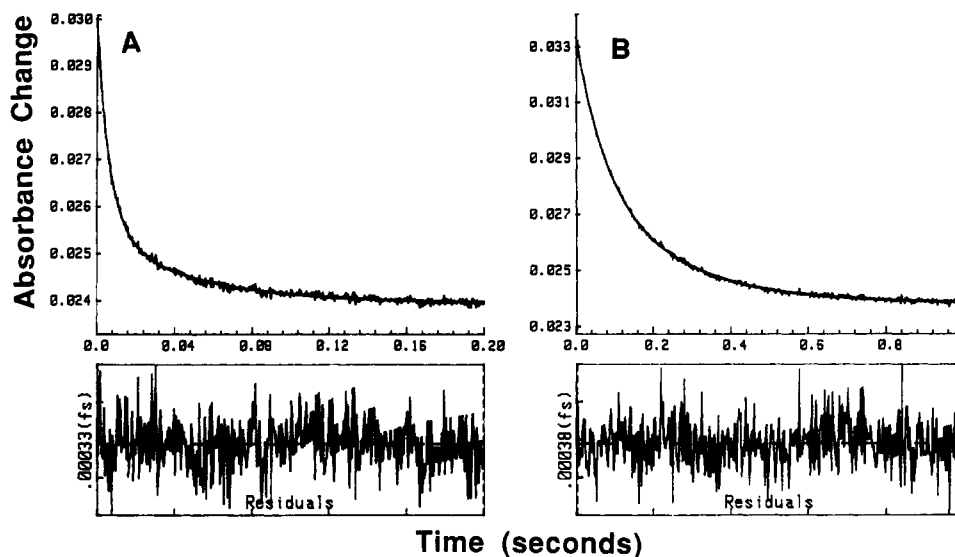 Absorbance Change
A
0.030
0.029
0.028
0.027
0.026
0.025
0.024
0.0 0.04 0.08 0.12 0.16 0.20
.00033(fs)
Residuals
B
0.033
0.031
0.029
0.027
0.025
0.023
0.0 0.2 0.4 0.6 0.8
.00038(fs)
Residuals
Time (seconds)